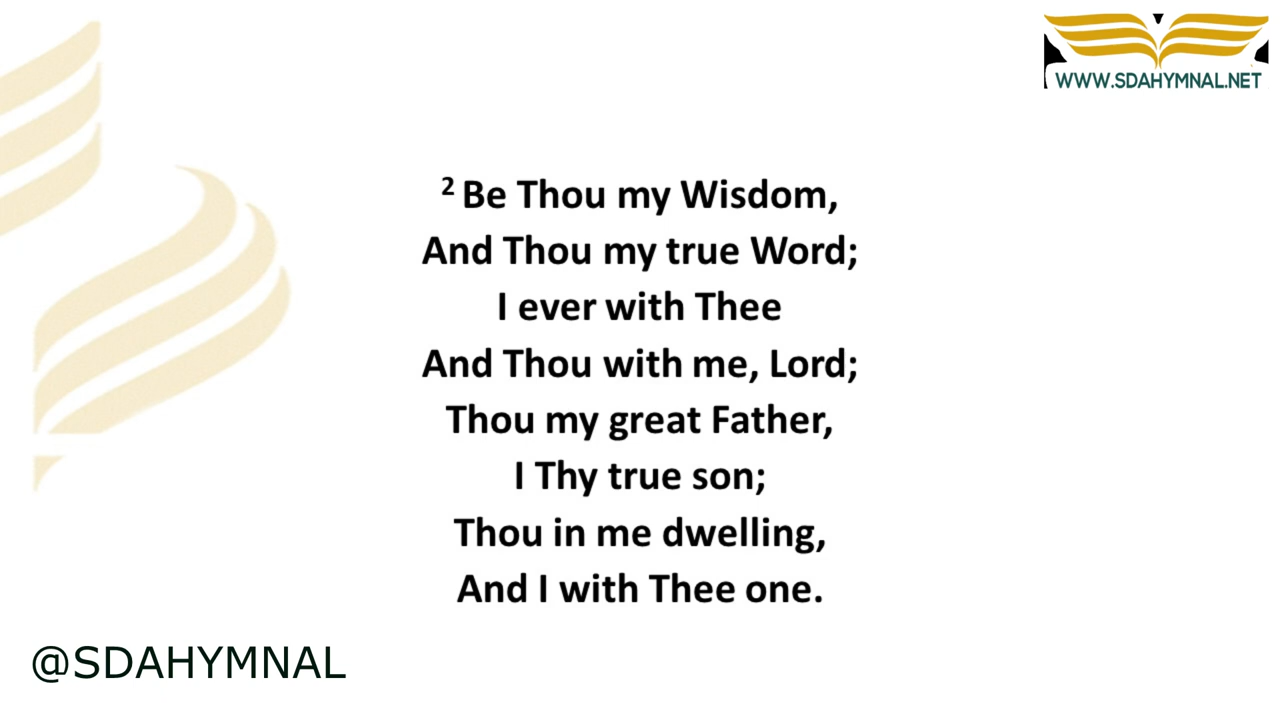 WWW.SDAHYMNAL.NET
2 Be Thou my Wisdom,
And Thou my true Word;
I ever with Thee
And Thou with me, Lord;
Thou my great Father,
I Thy true son;
Thou in me dwelling,
And I with Thee one.
@SDAHYMNAL